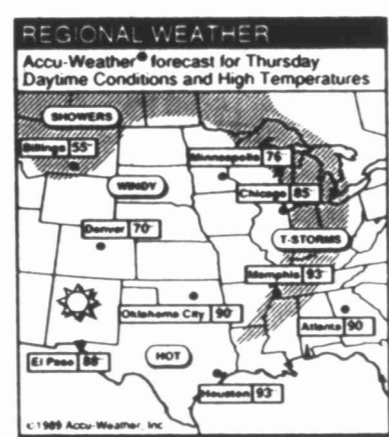 REGIONAL WEATHER
Accu-Weather® forecast for Thursday
Daytime Conditions and High Temperatures
SHOWERS
Billings 55°
Minneapolis 76°
WINDY
Chicago 85°
Denver 70°
T-STORMS
Memphis 93°
Oklahoma City 90°
Atlanta 90
HOT
El Paso 88°
Houston 93°
©1989 Accu-Weather, Inc